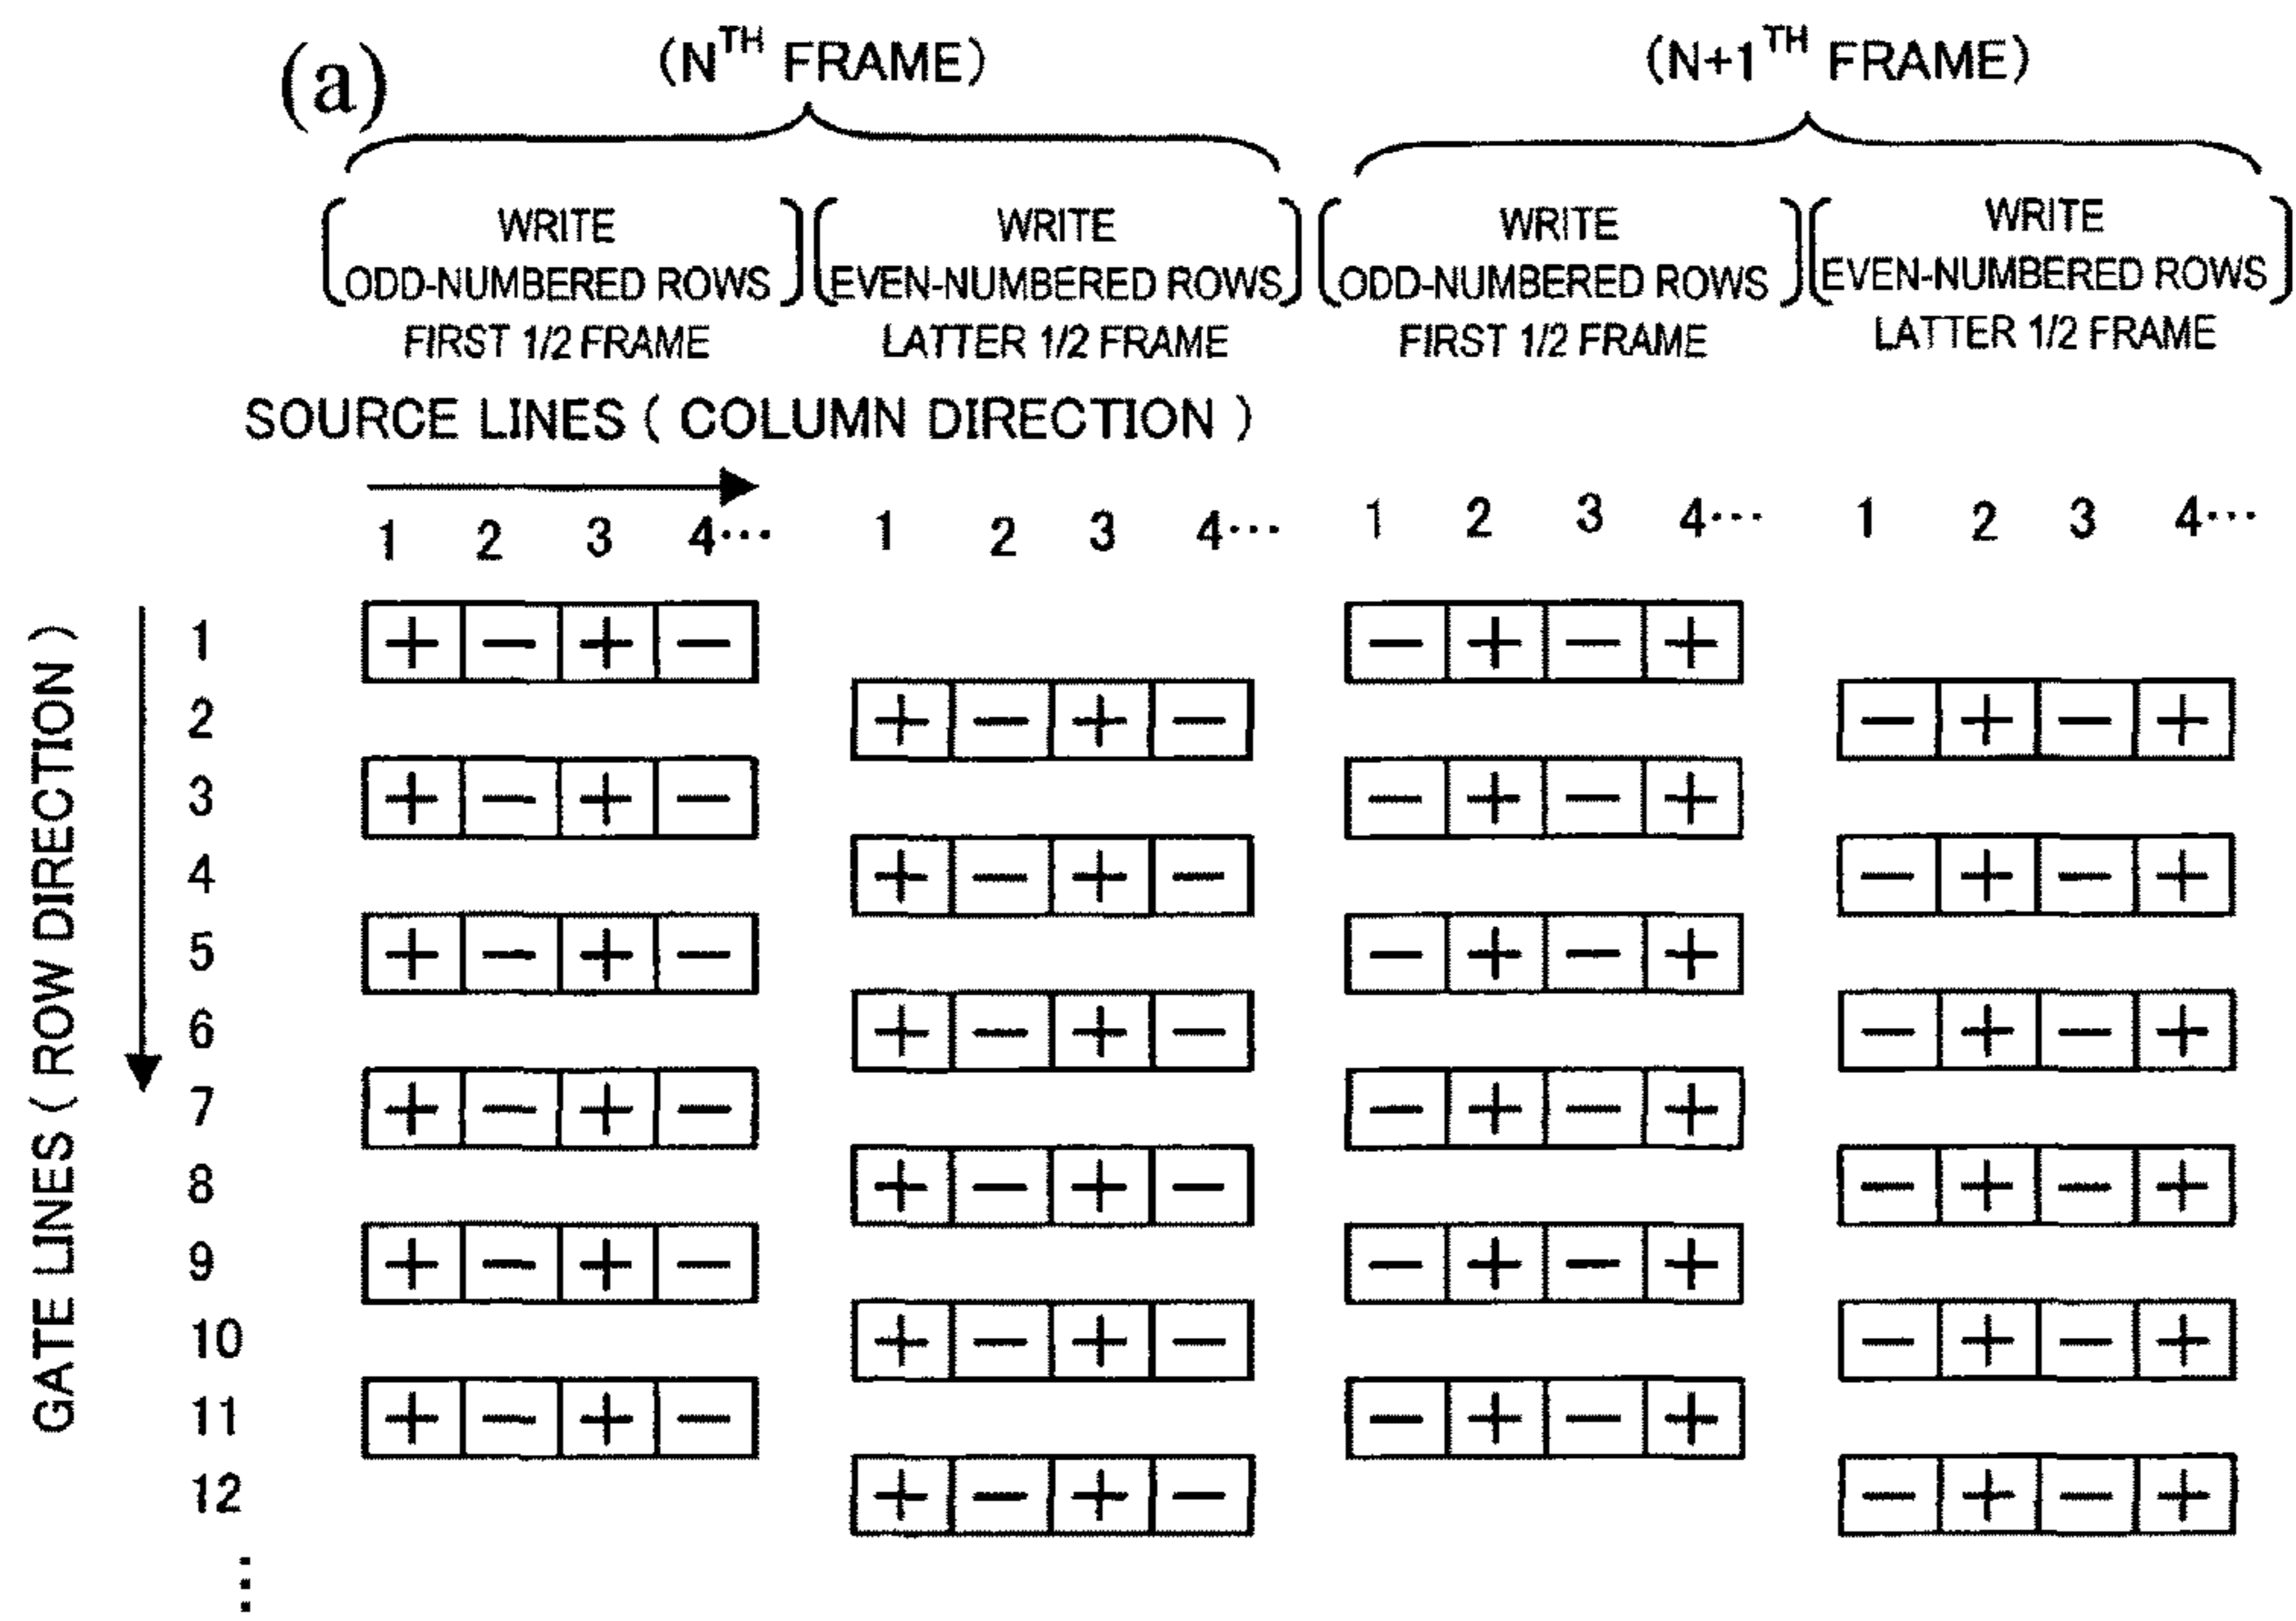 (a)
(N^TH FRAME) (N+1^TH FRAME)
WRITE WRITE WRITE WRITE
ODD-NUMBERED ROWS EVEN-NUMBERED ROWS ODD-NUMBERED ROWS EVEN-NUMBERED ROWS
FIRST 1/2 FRAME LATTER 1/2 FRAME FIRST 1/2 FRAME LATTER 1/2 FRAME
SOURCE LINES ( COLUMN DIRECTION )
1 2 3 4… 1 2 3 4… 1 2 3 4… 1 2 3 4…
GATE LINES ( ROW DIRECTION )
1 + − + − − + − +
2 + − + − − + − +
3 + − + − − + − +
4 + − + − − + − +
5 + − + − − + − +
6 + − + − − + − +
7 + − + − − + − +
8 + − + − − + − +
9 + − + − − + − +
10 + − + − − + − +
11 + − + − − + − +
12 + − + − − + − +
⋮